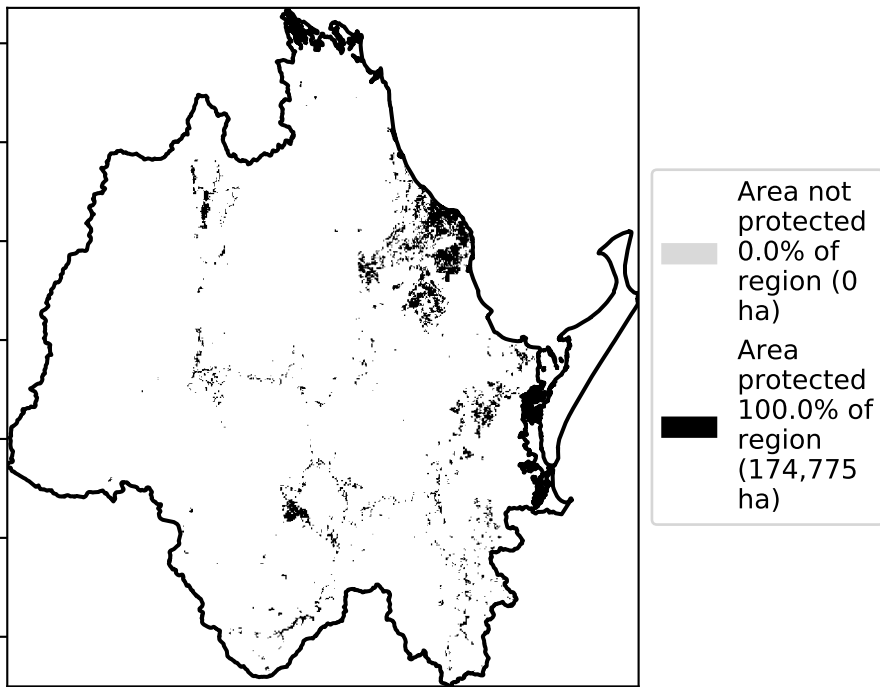 Area not
protected
0.0% of
region (0
ha)
Area
protected
100.0% of
region
(174,775
ha)